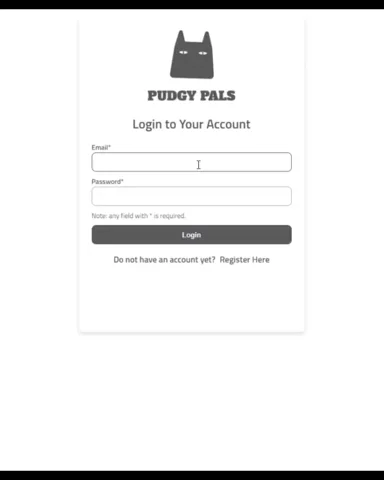 PUDGY PALS
Login to Your Account
Email*
Password*
Note: any field with * is required.
Login
Do not have an account yet? Register Here